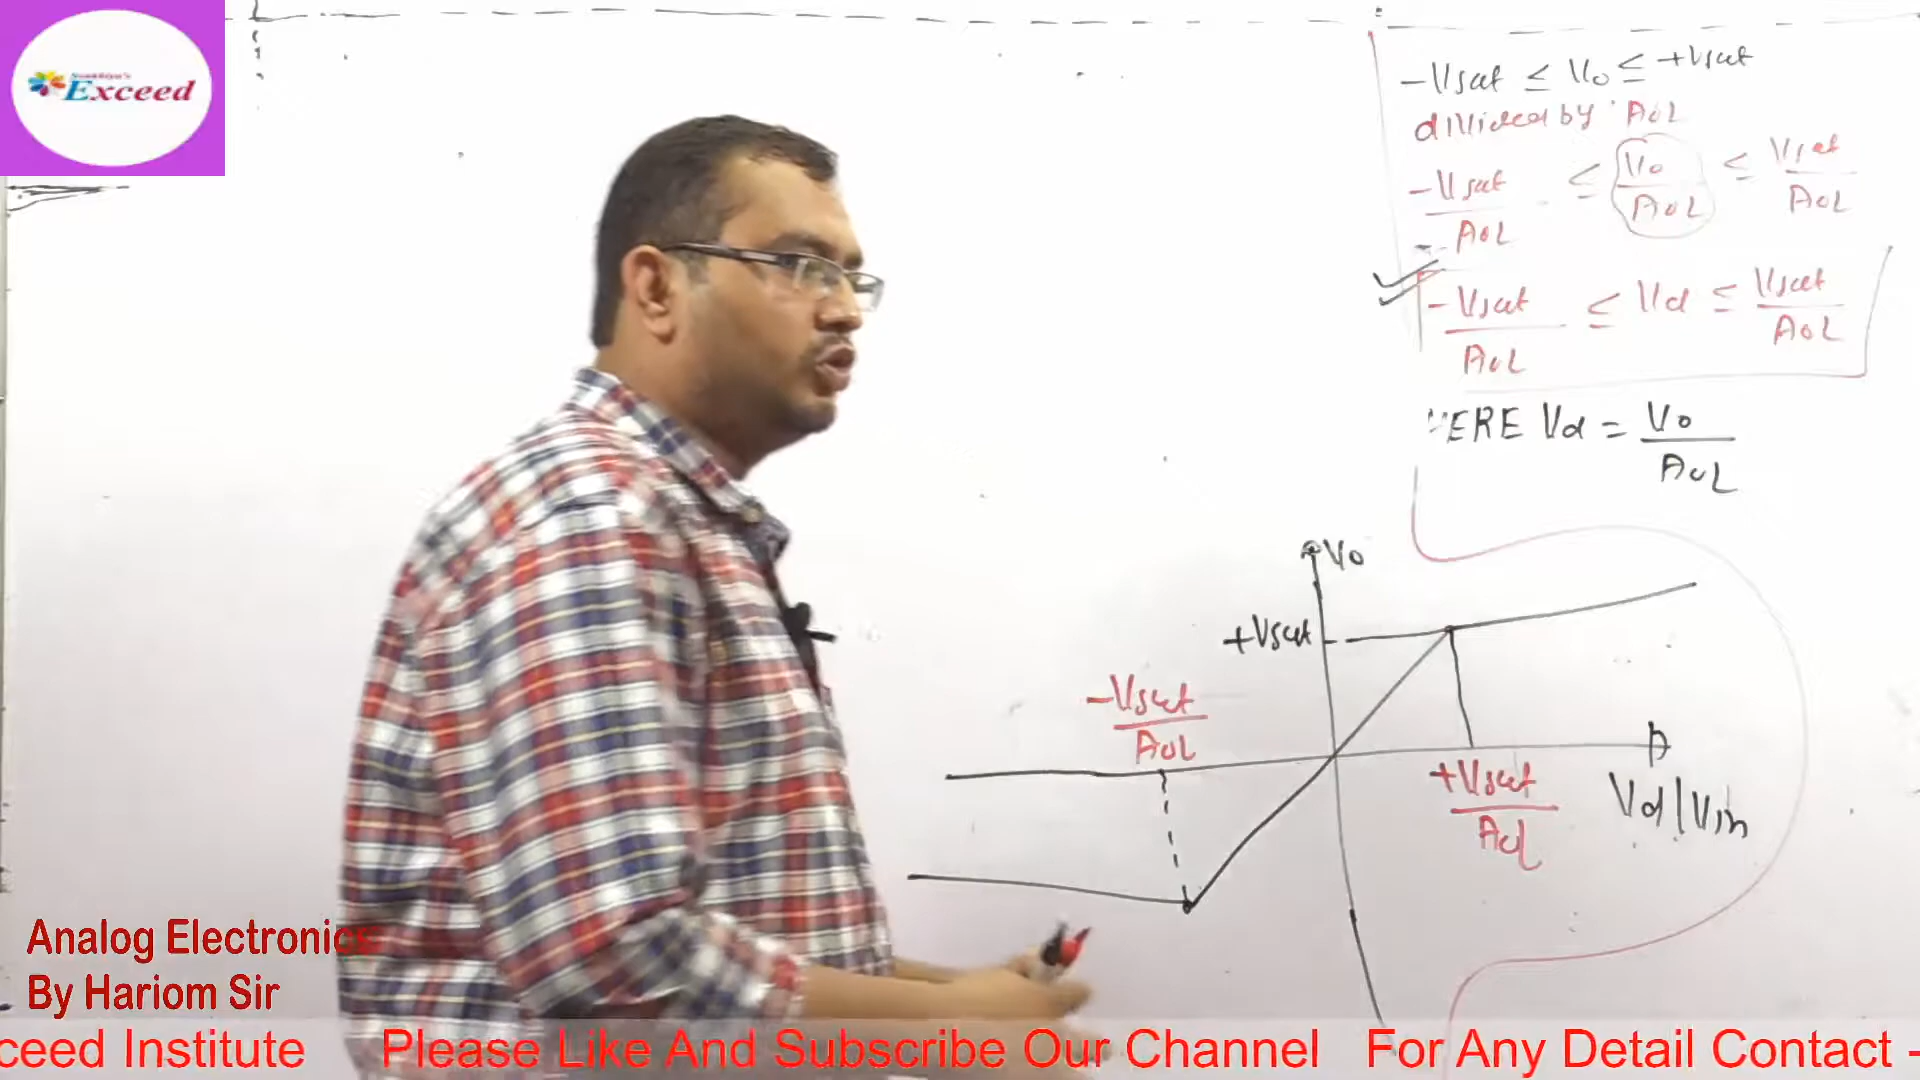 Exceed
-Vsat ≤ Vo ≤ +Vsat
divided by AOL
-Vsat/AOL ≤ Vo/AOL ≤ Vsat/AOL
-Vsat/AOL ≤ Vd ≤ Vsat/AOL
HERE Vd = Vo/AOL
Vo
+Vsat
-Vsat/AOL
+Vsat/AOL
Vd|Vin
Analog Electronics
By Hariom Sir
ceed Institute Please Like And Subscribe Our Channel For Any Detail Contact -